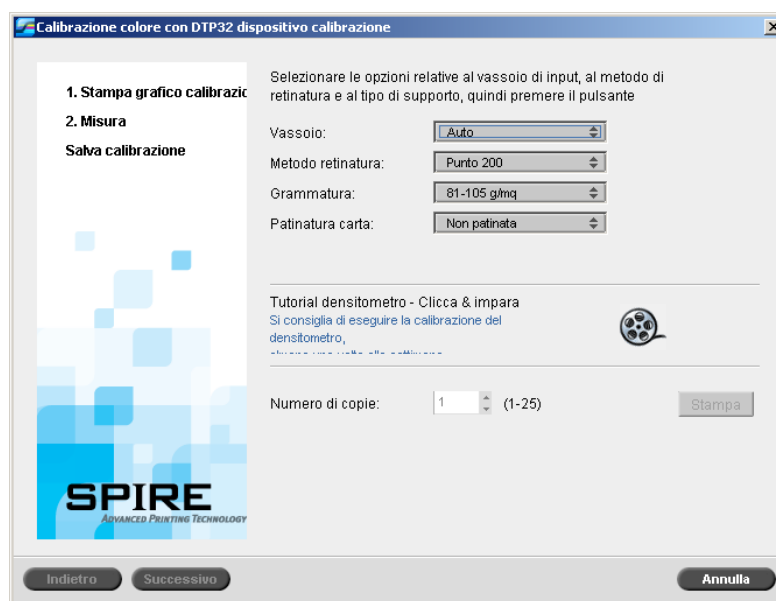 Calibrazione colore con DTP32 dispositivo calibrazione
1. Stampa grafico calibrazic
2. Misura
Salva calibrazione
Selezionare le opzioni relative al vassoio di input, al metodo di
retinatura e al tipo di supporto, quindi premere il pulsante
Vassoio: Auto
Metodo retinatura: Punto 200
Grammatura: 81-105 g/mq
Patinatura carta: Non patinata
Tutorial densitometro - Clicca & impara
Si consiglia di eseguire la calibrazione del
densitometro,
Numero di copie: 1 (1-25) Stampa
SPIRE
ADVANCED PRINTING TECHNOLOGY
Indietro Successivo Annulla